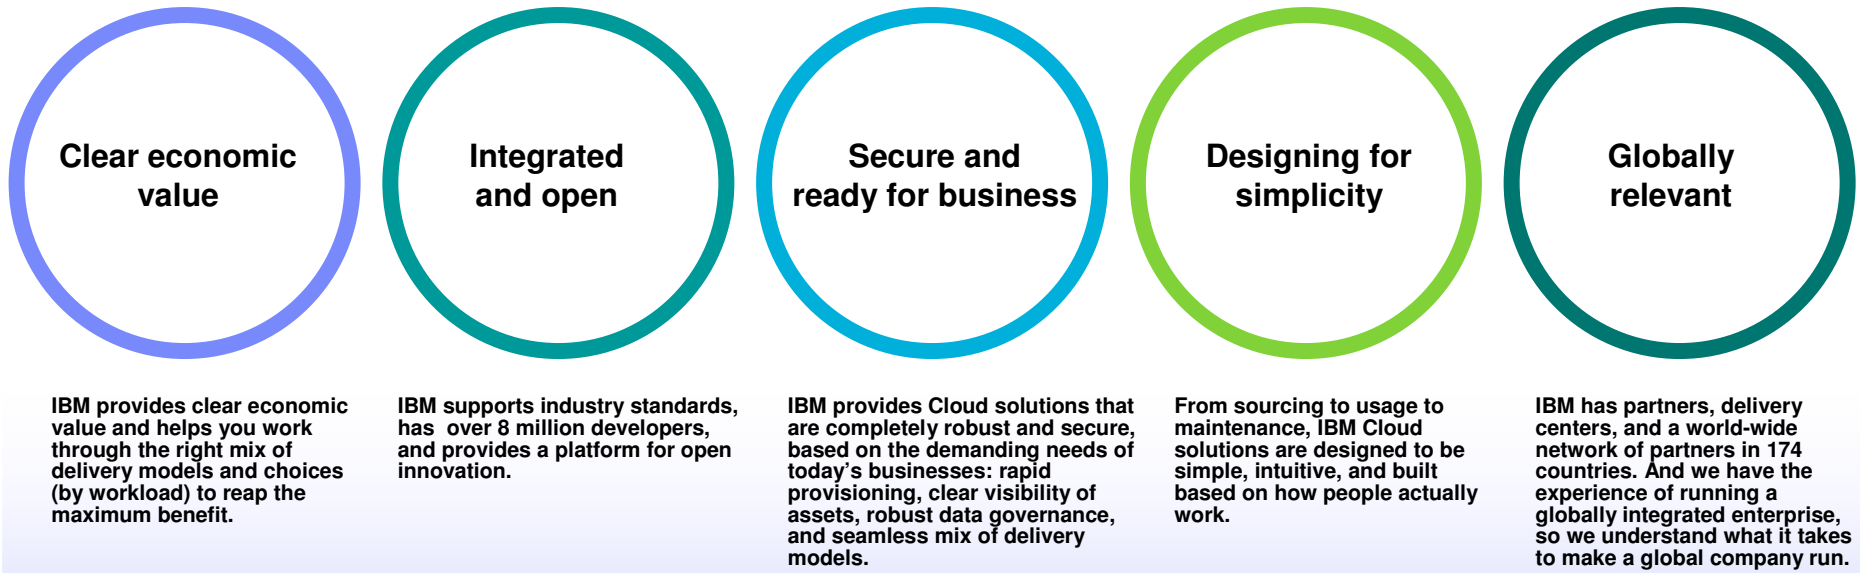 Clear economic
value
Integrated
and open
Secure and
ready for business
Designing for
simplicity
Globally
relevant
IBM provides clear economic
value and helps you work
through the right mix of
delivery models and choices
(by workload) to reap the
maximum benefit.
IBM supports industry standards,
has  over 8 million developers,
and provides a platform for open
innovation.
IBM provides Cloud solutions that
are completely robust and secure,
based on the demanding needs of
today’s businesses: rapid
provisioning, clear visibility of
assets, robust data governance,
and seamless mix of delivery
models.
From sourcing to usage to
maintenance, IBM Cloud
solutions are designed to be
simple, intuitive, and built
based on how people actually
work.
IBM has partners, delivery
centers, and a world-wide
network of partners in 174
countries. And we have the
experience of running a
globally integrated enterprise,
so we understand what it takes
to make a global company run.